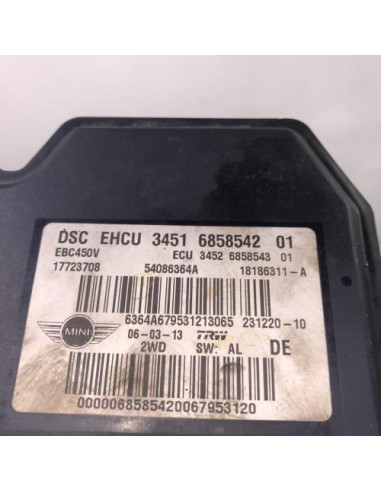 DSC EHCU 3451 6858542 01
EBC450V ECU 3452 6858543 01
17723708 54086364A 18186311-A
6364A679531213065 231220-10
MINI 06-03-13 TRW
2WD SW: AL DE
0000068585420067953120